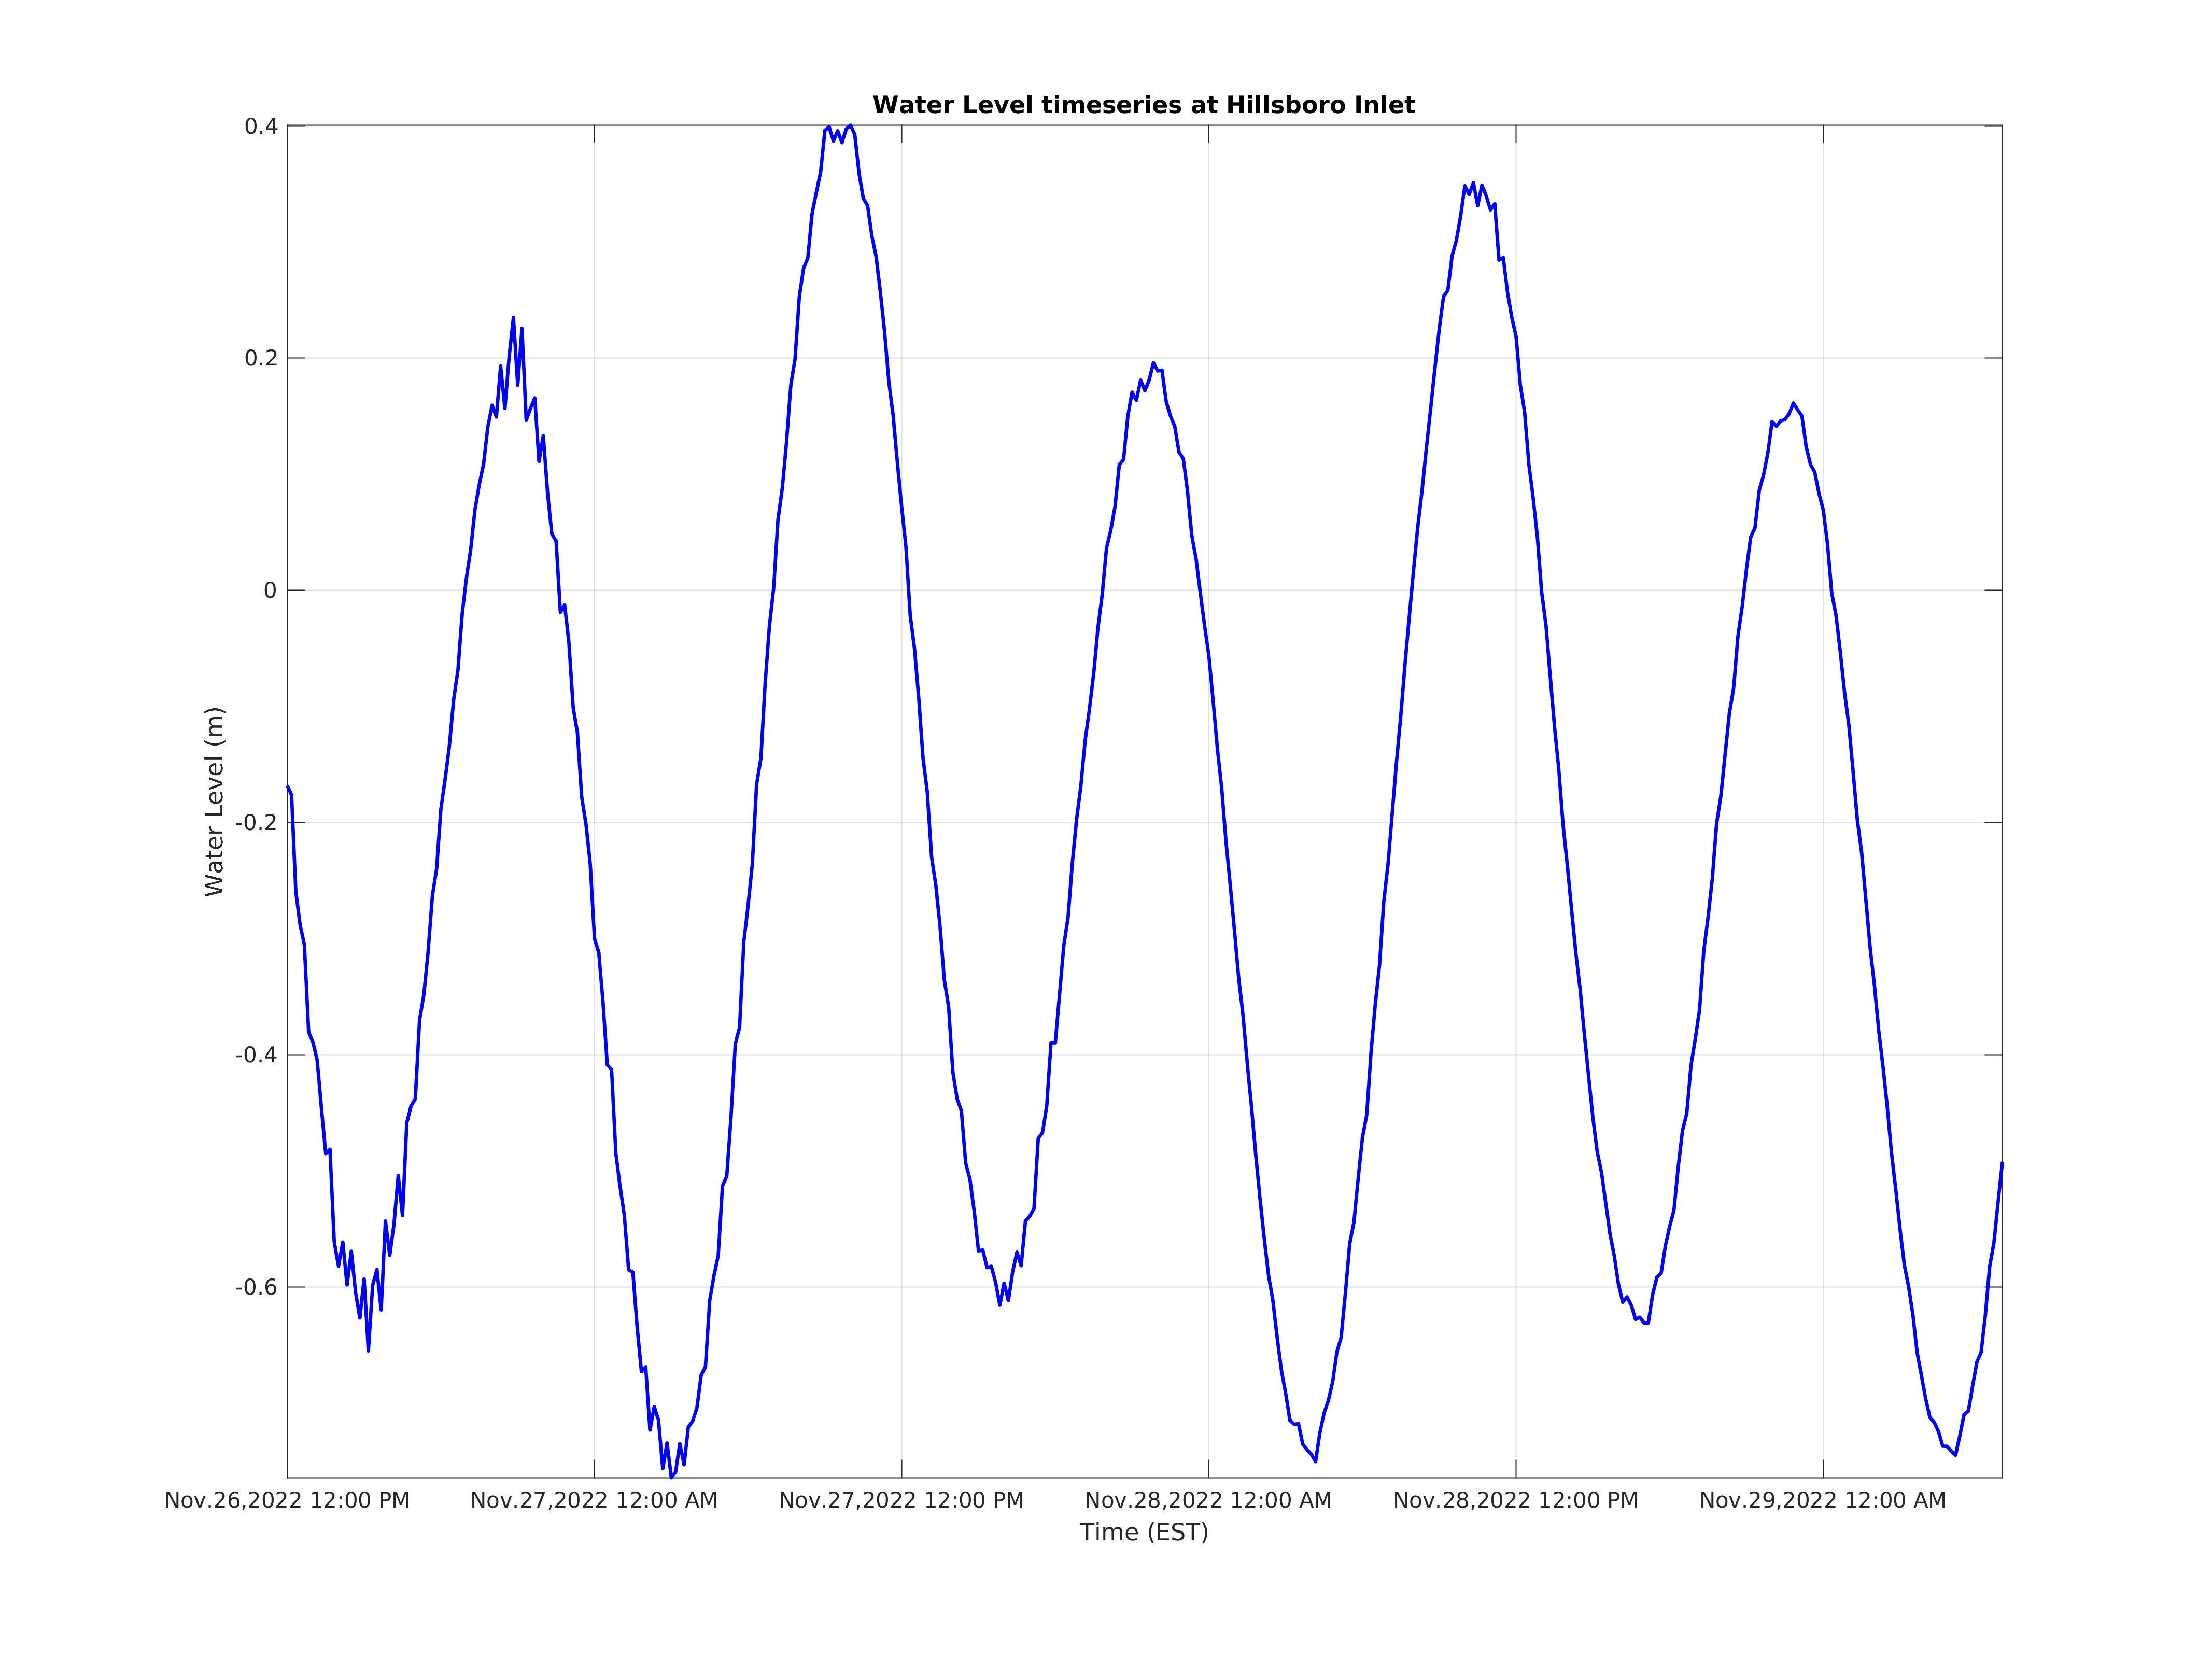 Water Level timeseries at Hillsboro Inlet
0.4
0.2
0
-0.2
-0.4
-0.6
Water Level (m)
Nov.26,2022 12:00 PM
Nov.27,2022 12:00 AM
Nov.27,2022 12:00 PM
Nov.28,2022 12:00 AM
Nov.28,2022 12:00 PM
Nov.29,2022 12:00 AM
Time (EST)